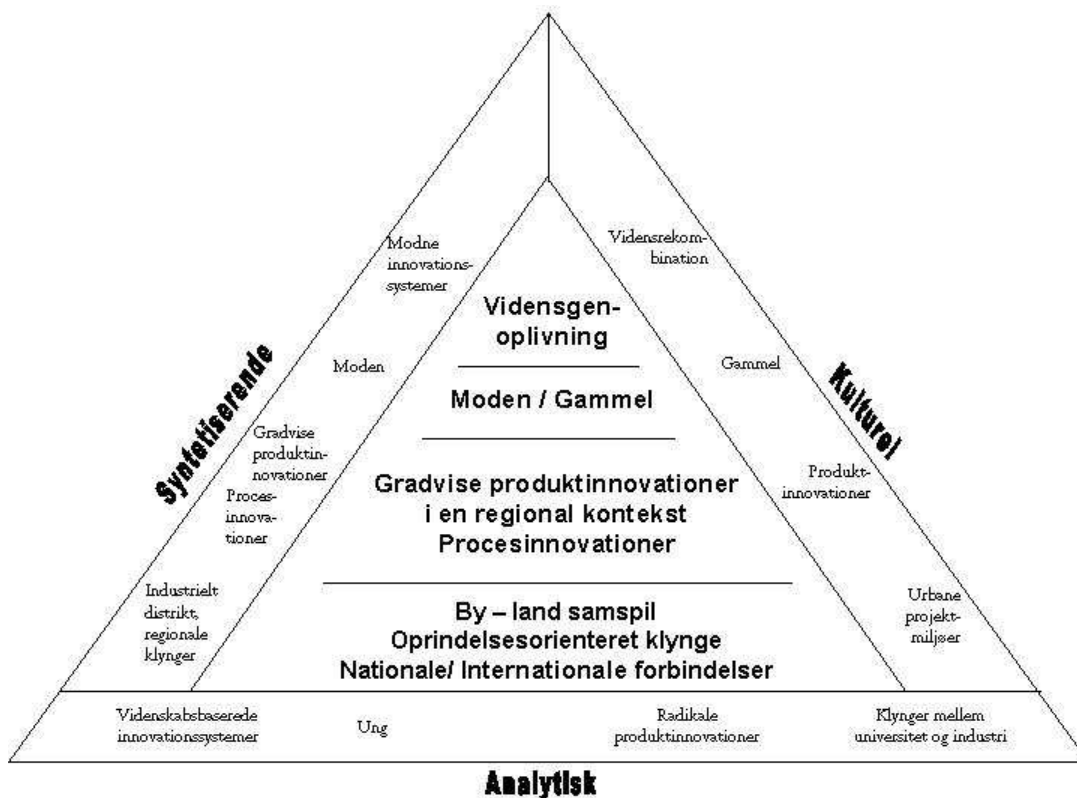 Modne
innovations-
systemer
Vidensrekom-
bination
Vidensgen-
oplivning
Moden
Gammel
Moden / Gammel
Syntetiserende
Kulturel
Gradvise
produktin-
novationer
Proces-
innova-
tioner
Gradvise produktinnovationer
i en regional kontekst
Procesinnovationer
Produkt-
innovationer
Industrielt
distrikt,
regionale
klynger
By – land samspil
Oprindelsesorienteret klynge
Nationale/ Internationale forbindelser
Urbane
projekt-
miljøer
Videnskabsbaserede
innovationssystemer
Ung
Radikale
produktinnovationer
Klynger mellem
universitet og industri
Analytisk